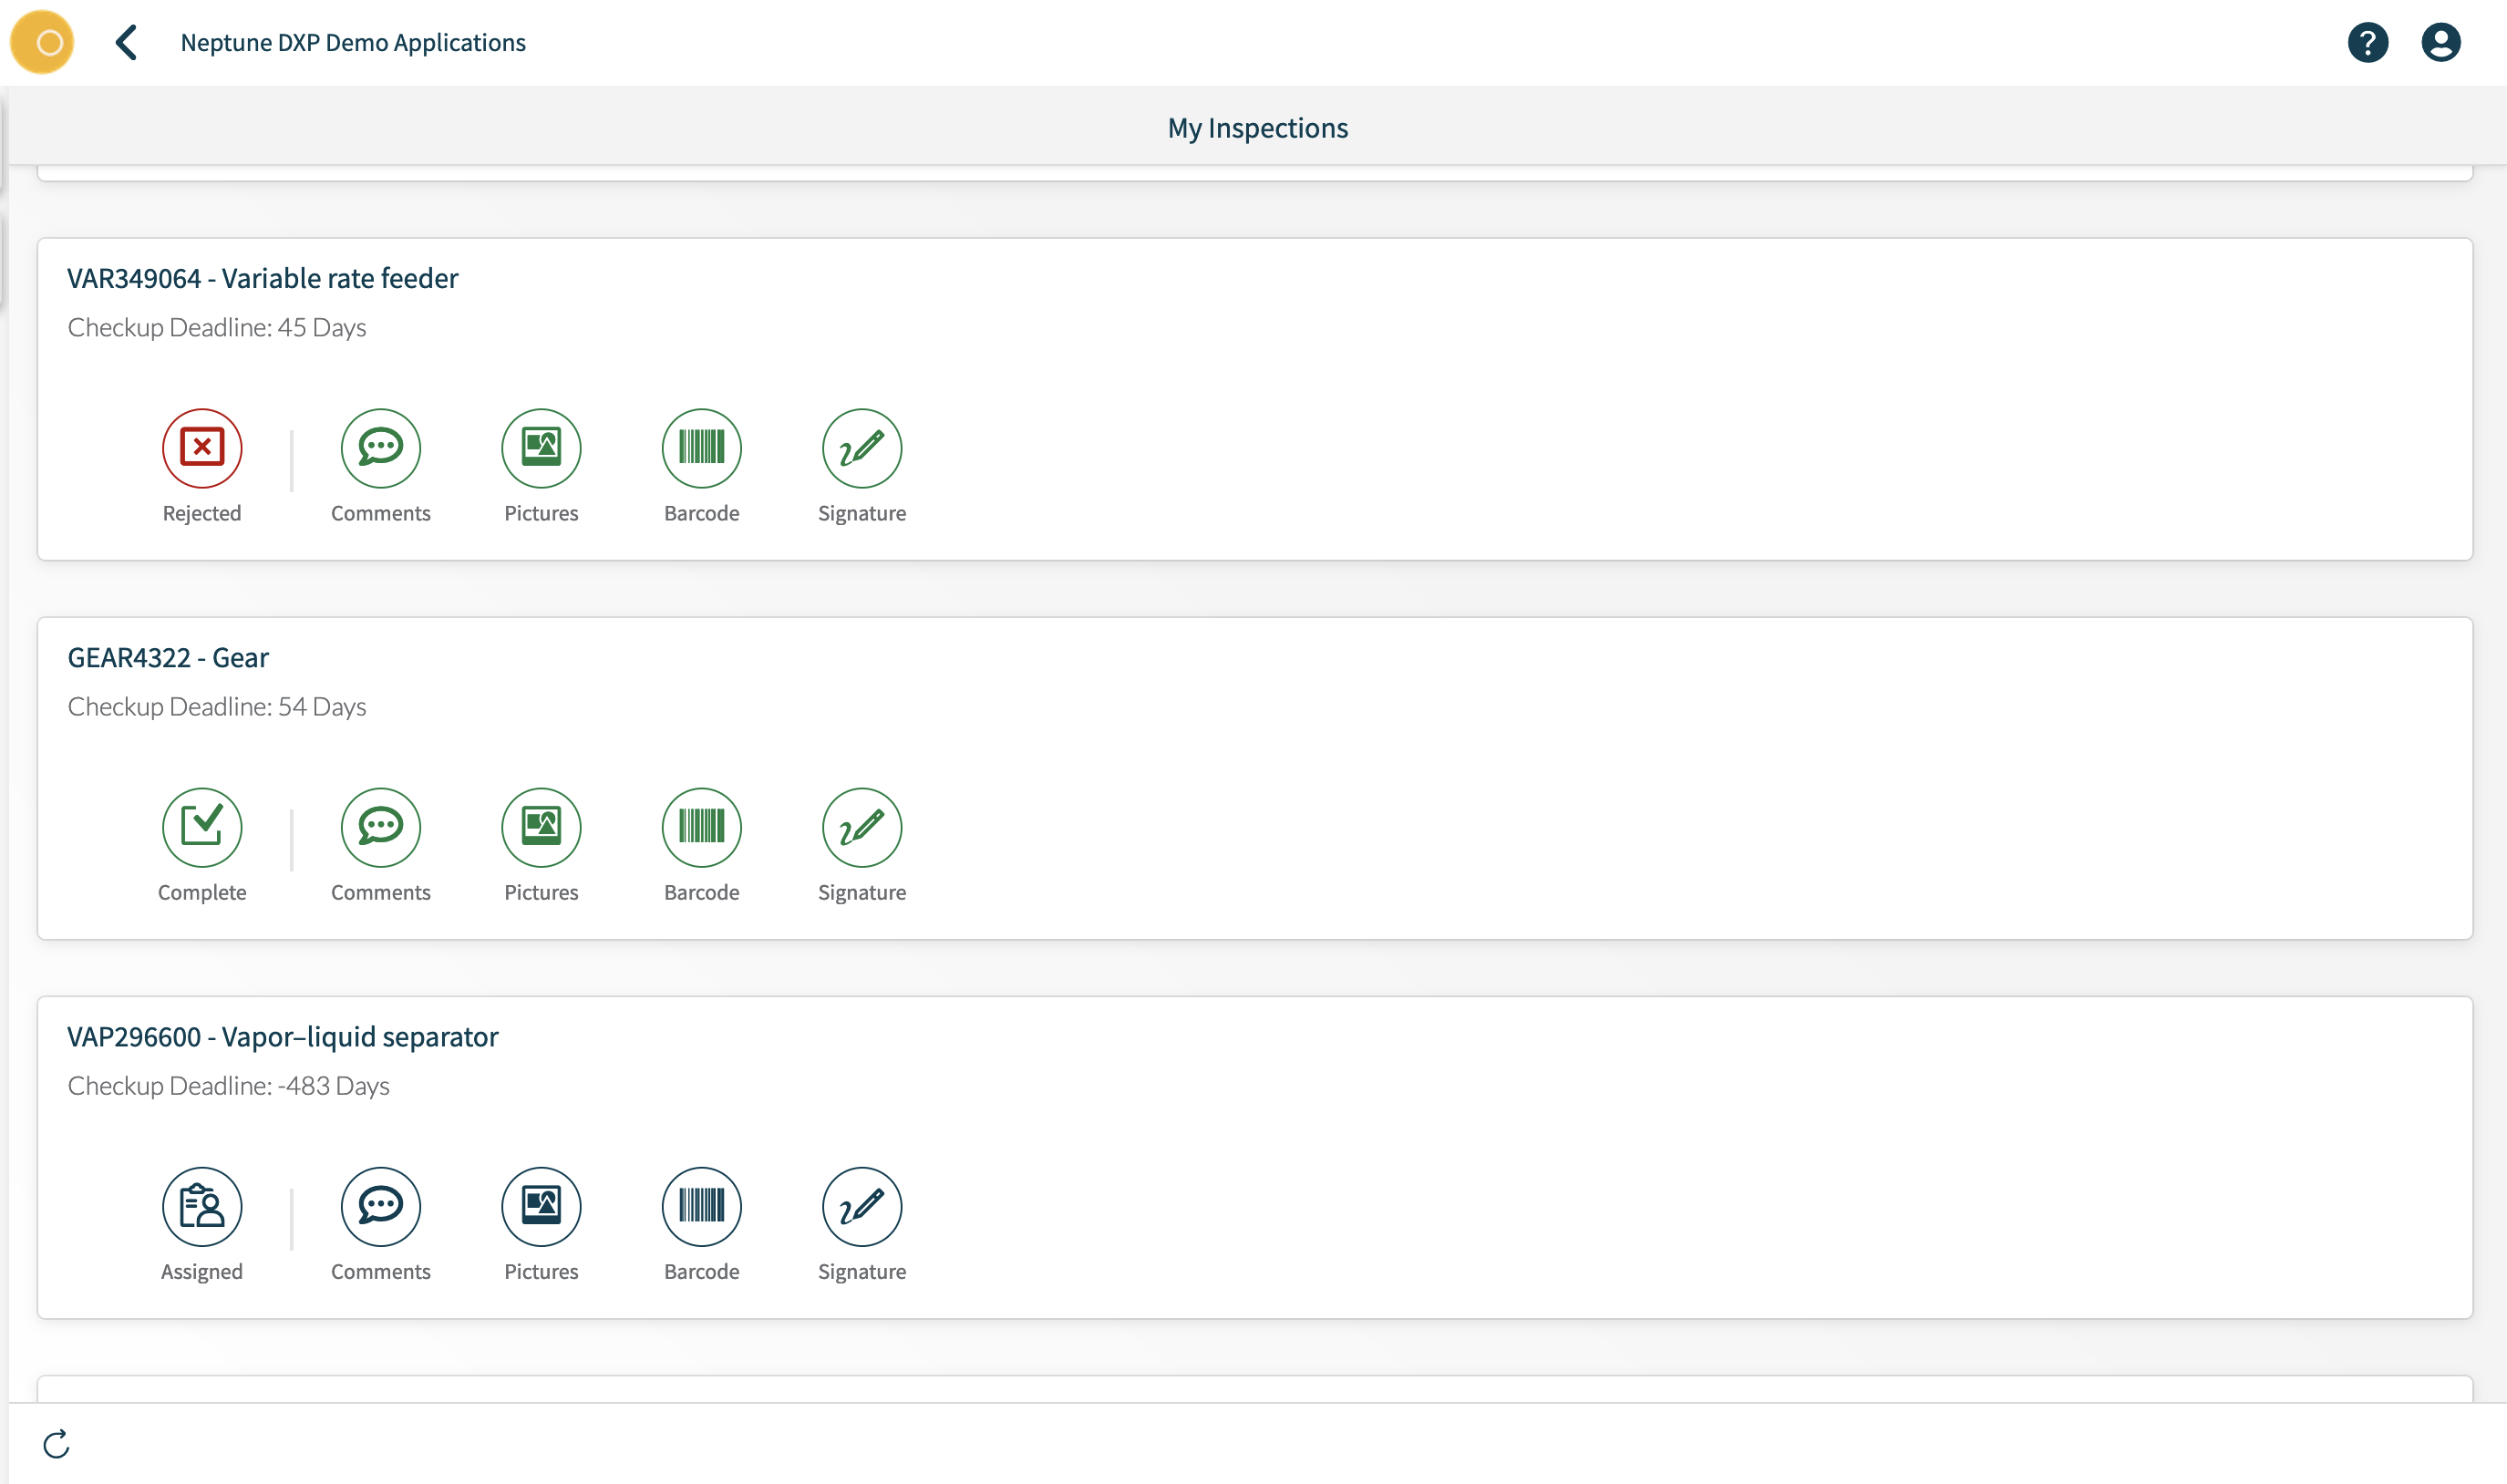 Neptune DXP Demo Applications
My Inspections
VAR349064 - Variable rate feeder
Checkup Deadline: 45 Days
Rejected Comments Pictures Barcode Signature
GEAR4322 - Gear
Checkup Deadline: 54 Days
Complete Comments Pictures Barcode Signature
VAP296600 - Vapor–liquid separator
Checkup Deadline: -483 Days
Assigned Comments Pictures Barcode Signature